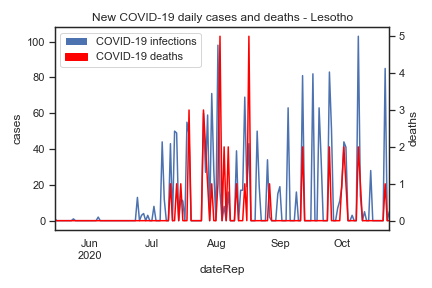 New COVID-19 daily cases and deaths - Lesotho
COVID-19 infections
COVID-19 deaths
100
80
60
40
20
0
cases
5
4
3
2
1
0
deaths
Jun
2020
Jul
Aug
Sep
Oct
dateRep